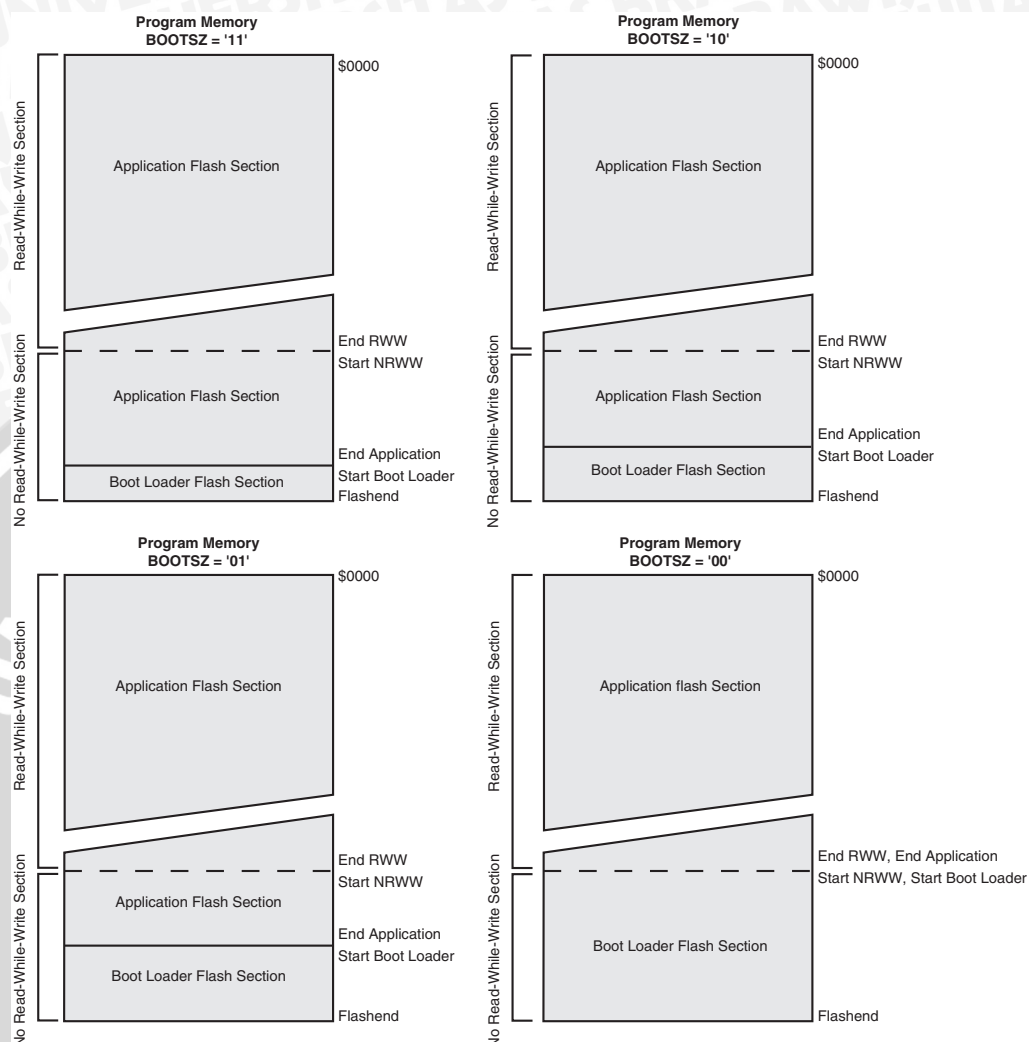 Program Memory
BOOTSZ = '11'
$0000
Read-While-Write Section
Application Flash Section
End RWW
Start NRWW
No Read-While-Write Section
Application Flash Section
End Application
Start Boot Loader
Boot Loader Flash Section
Flashend
Program Memory
BOOTSZ = '10'
$0000
Read-While-Write Section
Application Flash Section
End RWW
Start NRWW
No Read-While-Write Section
Application Flash Section
End Application
Start Boot Loader
Boot Loader Flash Section
Flashend
Program Memory
BOOTSZ = '01'
$0000
Read-While-Write Section
Application Flash Section
End RWW
Start NRWW
No Read-While-Write Section
Application Flash Section
End Application
Start Boot Loader
Boot Loader Flash Section
Flashend
Program Memory
BOOTSZ = '00'
$0000
Read-While-Write Section
Application flash Section
End RWW, End Application
Start NRWW, Start Boot Loader
No Read-While-Write Section
Boot Loader Flash Section
Flashend